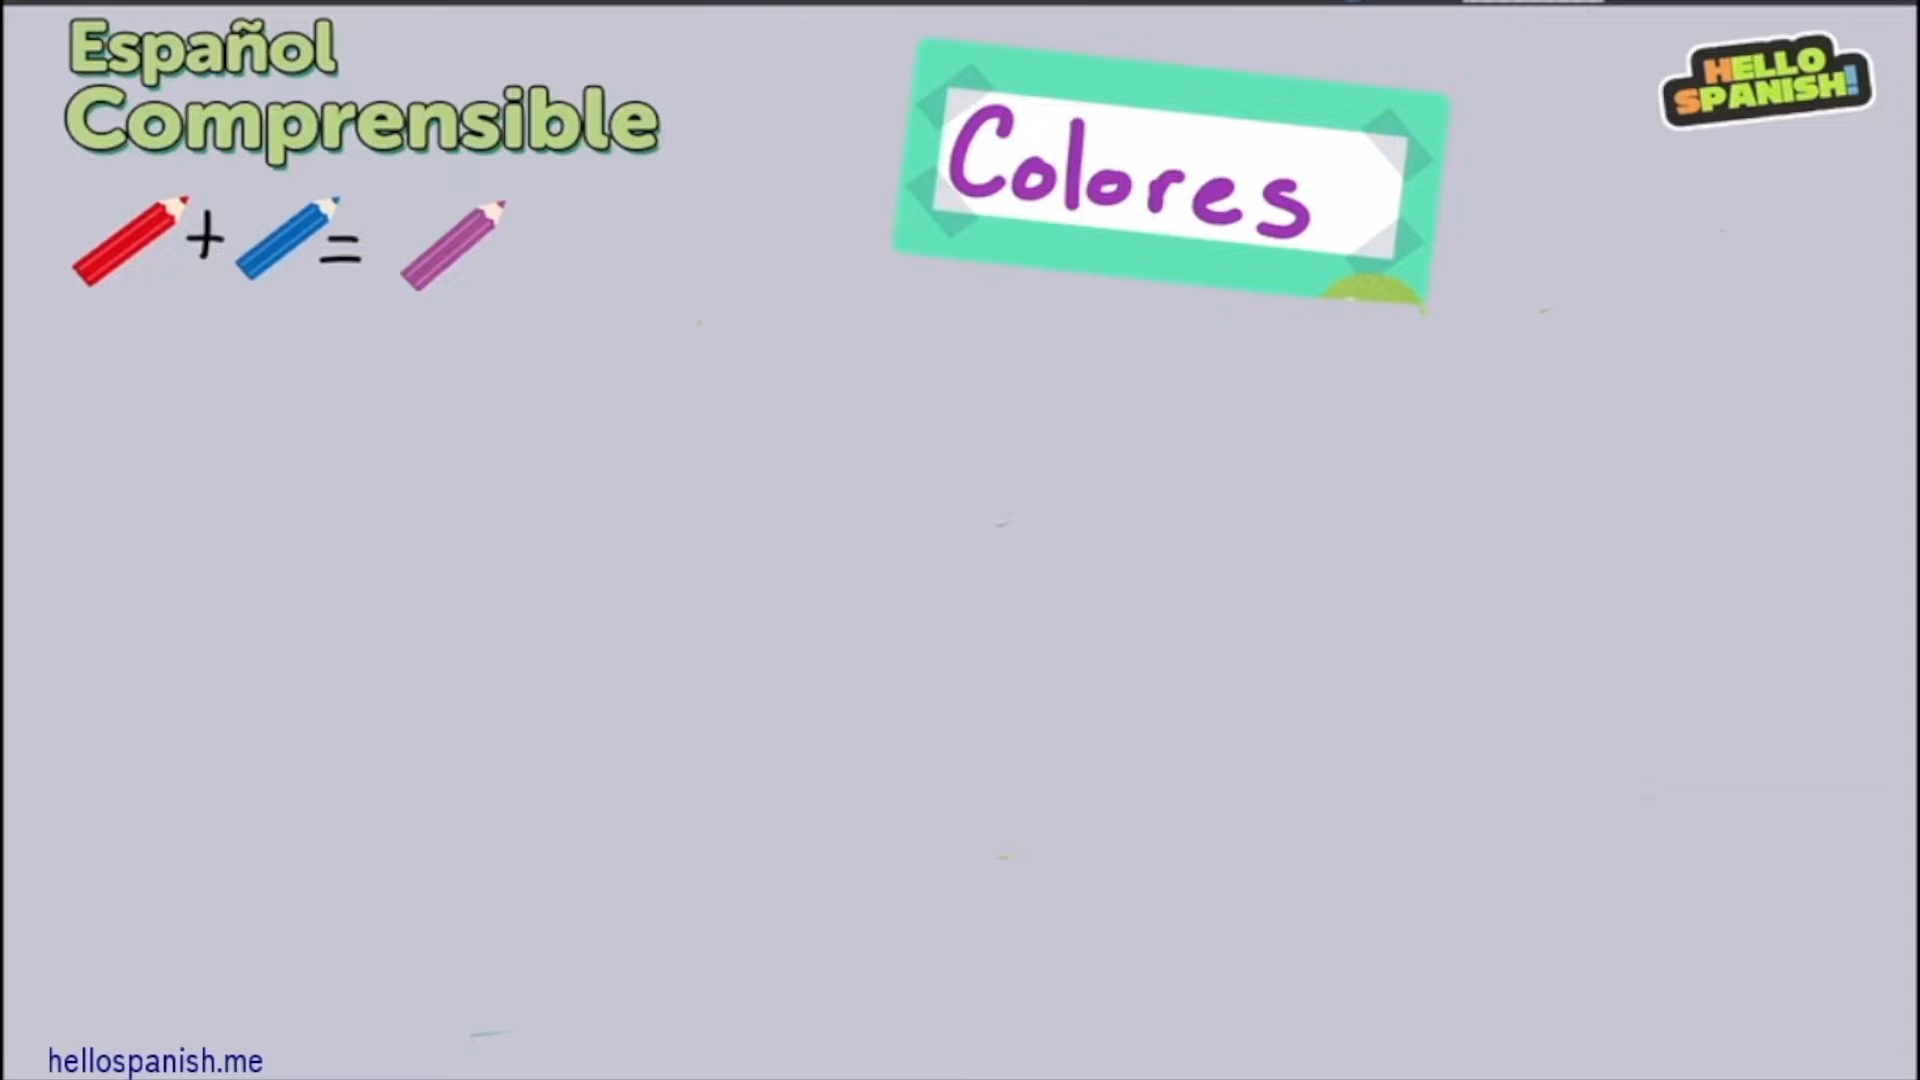 Español
Comprensible
Colores
HELLO
SPANISH!
+ =
hellospanish.me